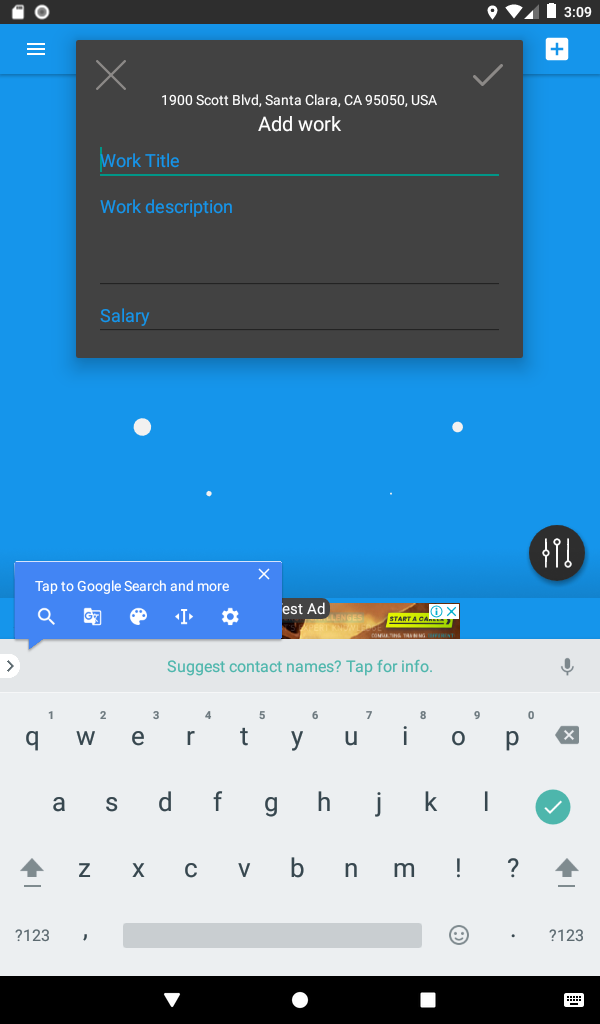 3:09
1900 Scott Blvd, Santa Clara, CA 95050, USA
Add work
Work Title
Work description
Salary
Tap to Google Search and more
Test Ad
START A CAREER
Suggest contact names? Tap for info.
1 2 3 4 5 6 7 8 9 0
q w e r t y u i o p
a s d f g h j k l
z x c v b n m ! ?
?123 , . ?123